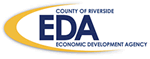 COUNTY OF RIVERSIDE
EDA
ECONOMIC DEVELOPMENT AGENCY